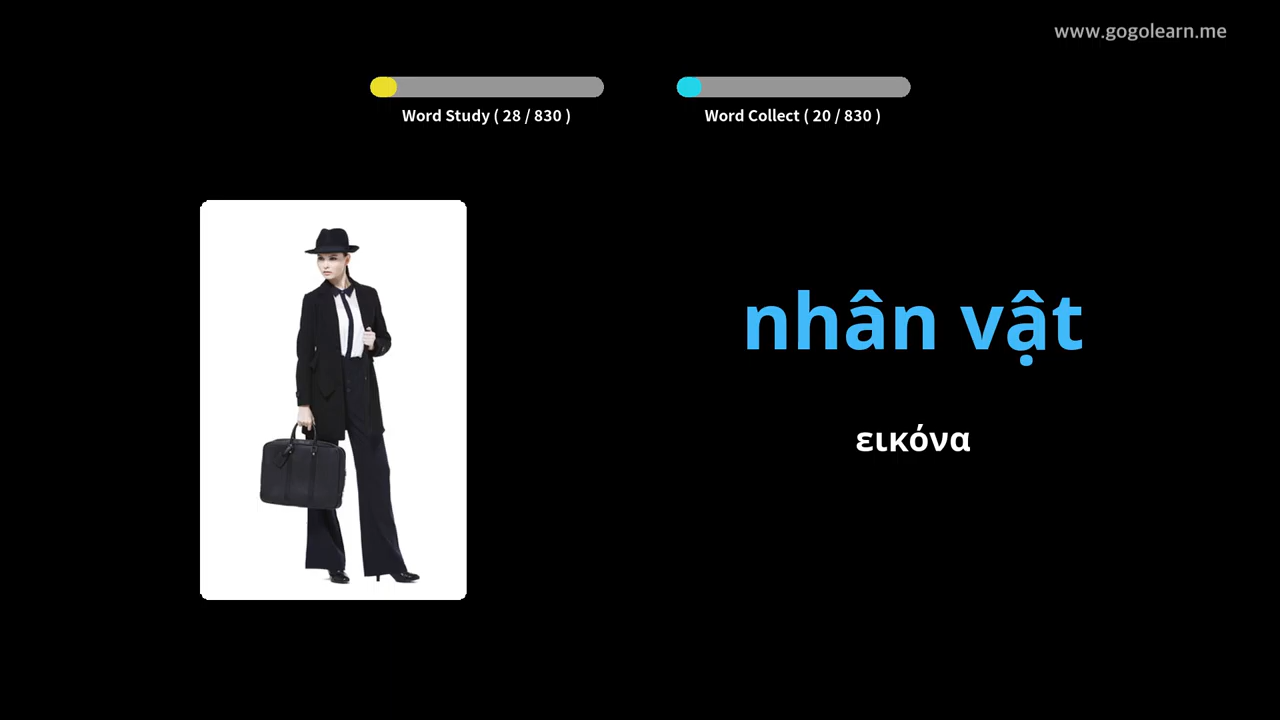 www.gogolearn.me
Word Study ( 28 / 830 )
Word Collect ( 20 / 830 )
nhân vật
εικόνα